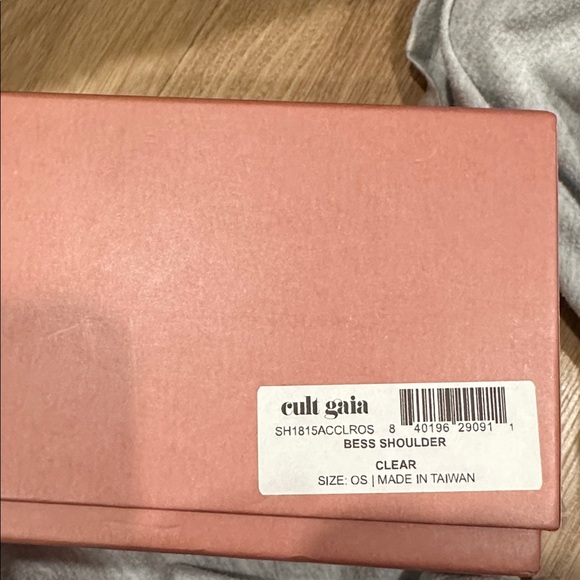 cult gaia
SH1815ACCLROS 8 40196 29091 1
BESS SHOULDER
CLEAR
SIZE: OS | MADE IN TAIWAN